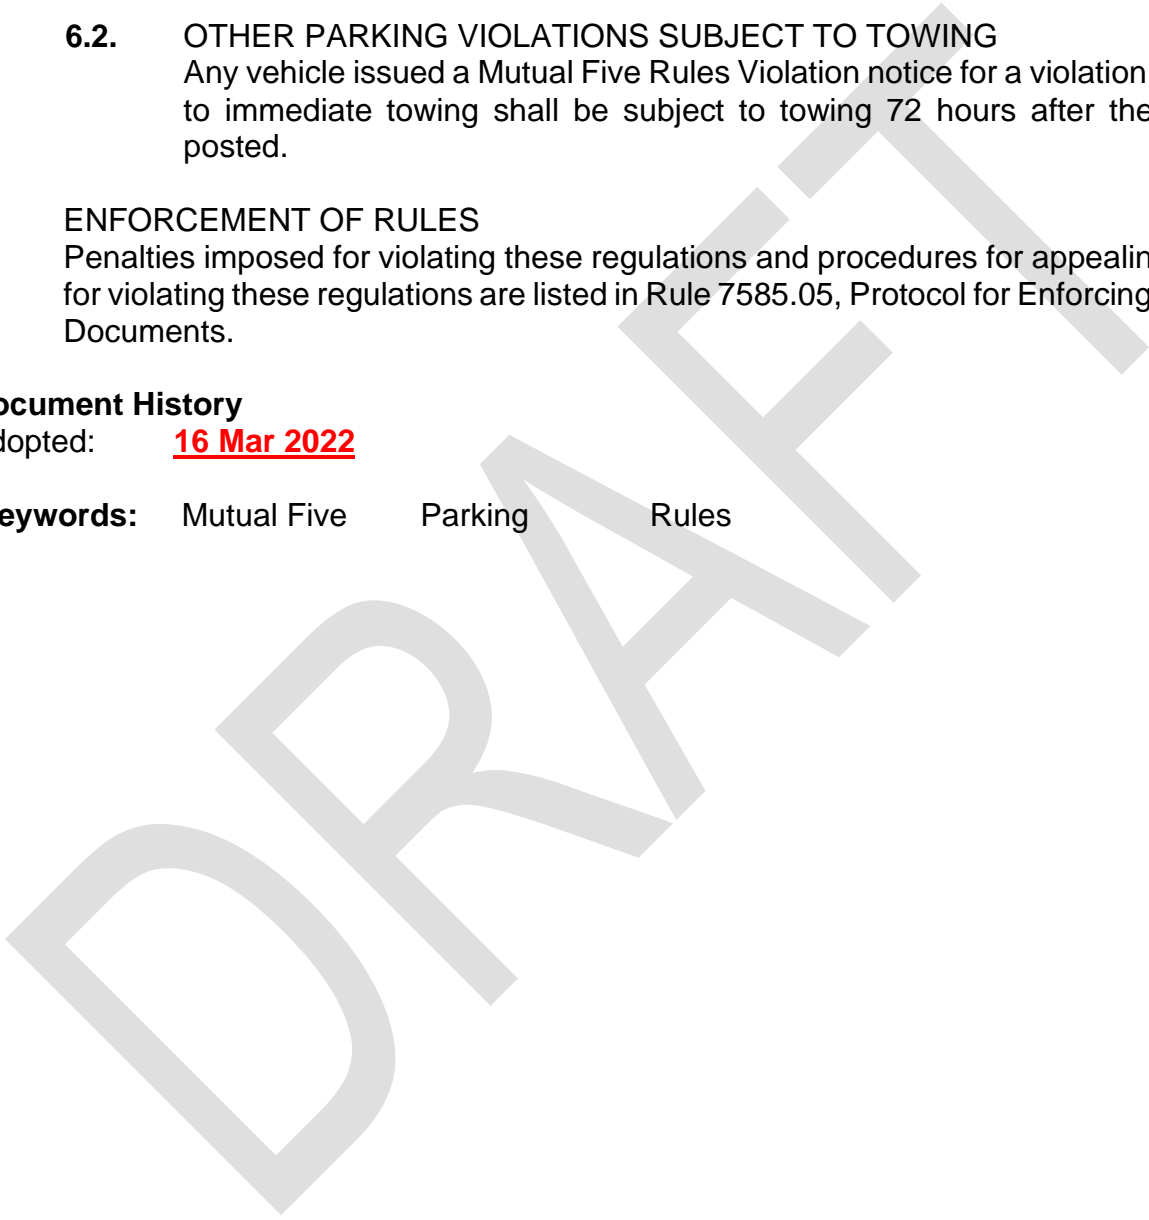 6.2. OTHER PARKING VIOLATIONS SUBJECT TO TOWING
Any vehicle issued a Mutual Five Rules Violation notice for a violation
to immediate towing shall be subject to towing 72 hours after the
posted.
ENFORCEMENT OF RULES
Penalties imposed for violating these regulations and procedures for appealin
for violating these regulations are listed in Rule 7585.05, Protocol for Enforcing
Documents.
ocument History
dopted: 16 Mar 2022
eywords: Mutual Five Parking Rules
DRAFT